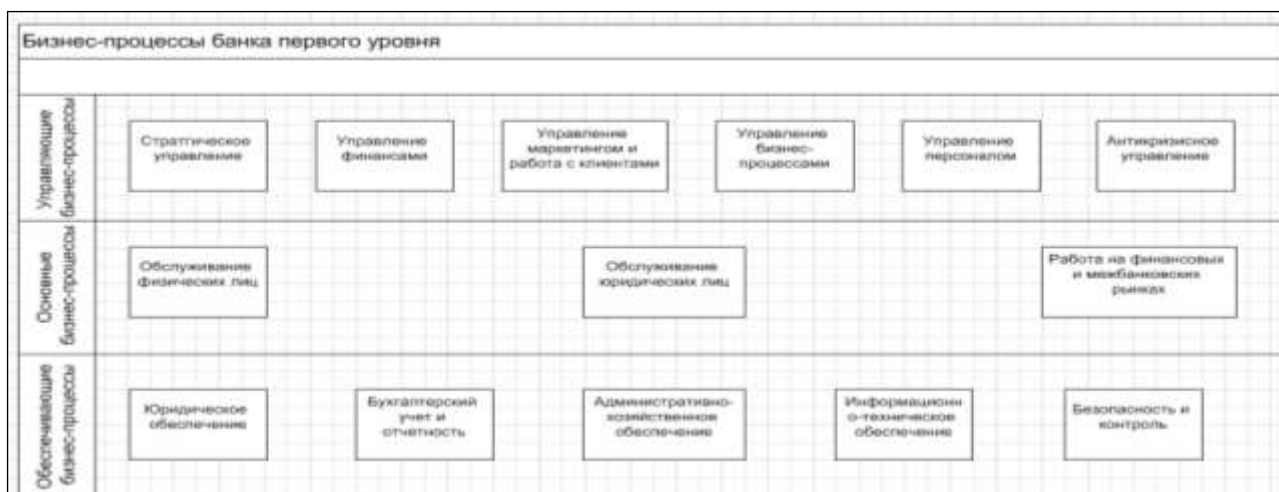 Бизнес-процессы банка первого уровня
Управляющие
бизнес-процессы
Стратгическое
управление
Управление
финансами
Управление
маркетингом и
работа с клиентами
Управление
бизнес-
процессами
Управление
персоналом
Антикризисное
управление
Основные
бизнес-процессы
Обслуживание
физических лиц
Обслуживание
юридических лиц
Работа на финансовых
и межбанковских
рынках
Обеспечивающие
бизнес-процессы
Юридическое
обеспечение
Бухгалтерский
учет и
отчетность
Административно-
хозяйственное
обеспечение
Информационн
о-техническое
обеспечение
Безопасность и
контроль